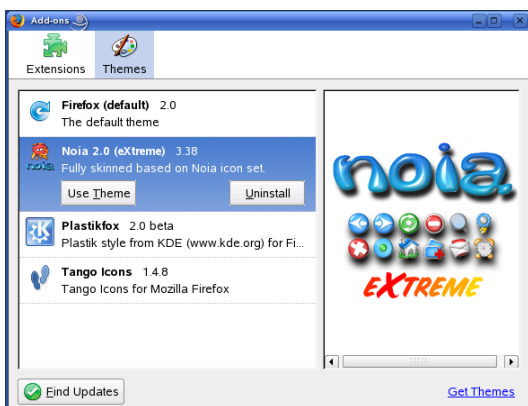 Add-ons
Extensions
Themes
Firefox (default) 2.0
The default theme
Noia 2.0 (eXtreme) 3.38
Fully skinned based on Noia icon set.
Use Theme
Uninstall
Plastikfox 2.0 beta
Plastik style from KDE (www.kde.org) for Fi...
Tango Icons 1.4.8
Tango Icons for Mozilla Firefox
noia
noia
eXTREME
Find Updates
Get Themes